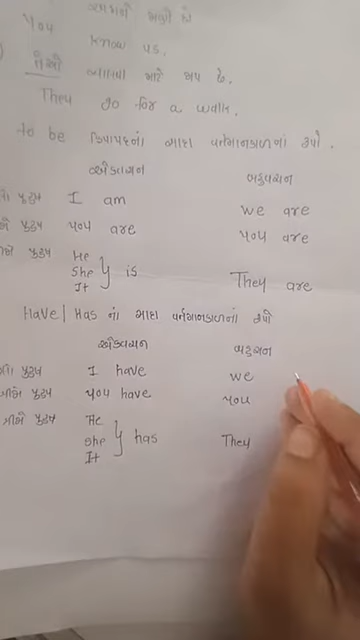 You
Know us.
તેઓ ચાલવા માટે જાય છે.
They go for a walk.
to be ક્રિયાપદનાં સાદા વર્તમાનકાળનાં રૂપો.
એકવચન બહુવચન
પુરુષ I am we are
પુરુષ you are you are
પુરુષ He
She } is They are
It
Have/Has નાં સાદા વર્તમાનકાળનાં રૂપો
એકવચન બહુવચન
પુરુષ I have we
બીજો પુરુષ you have you
ત્રીજો પુરુષ He
She } has They
It